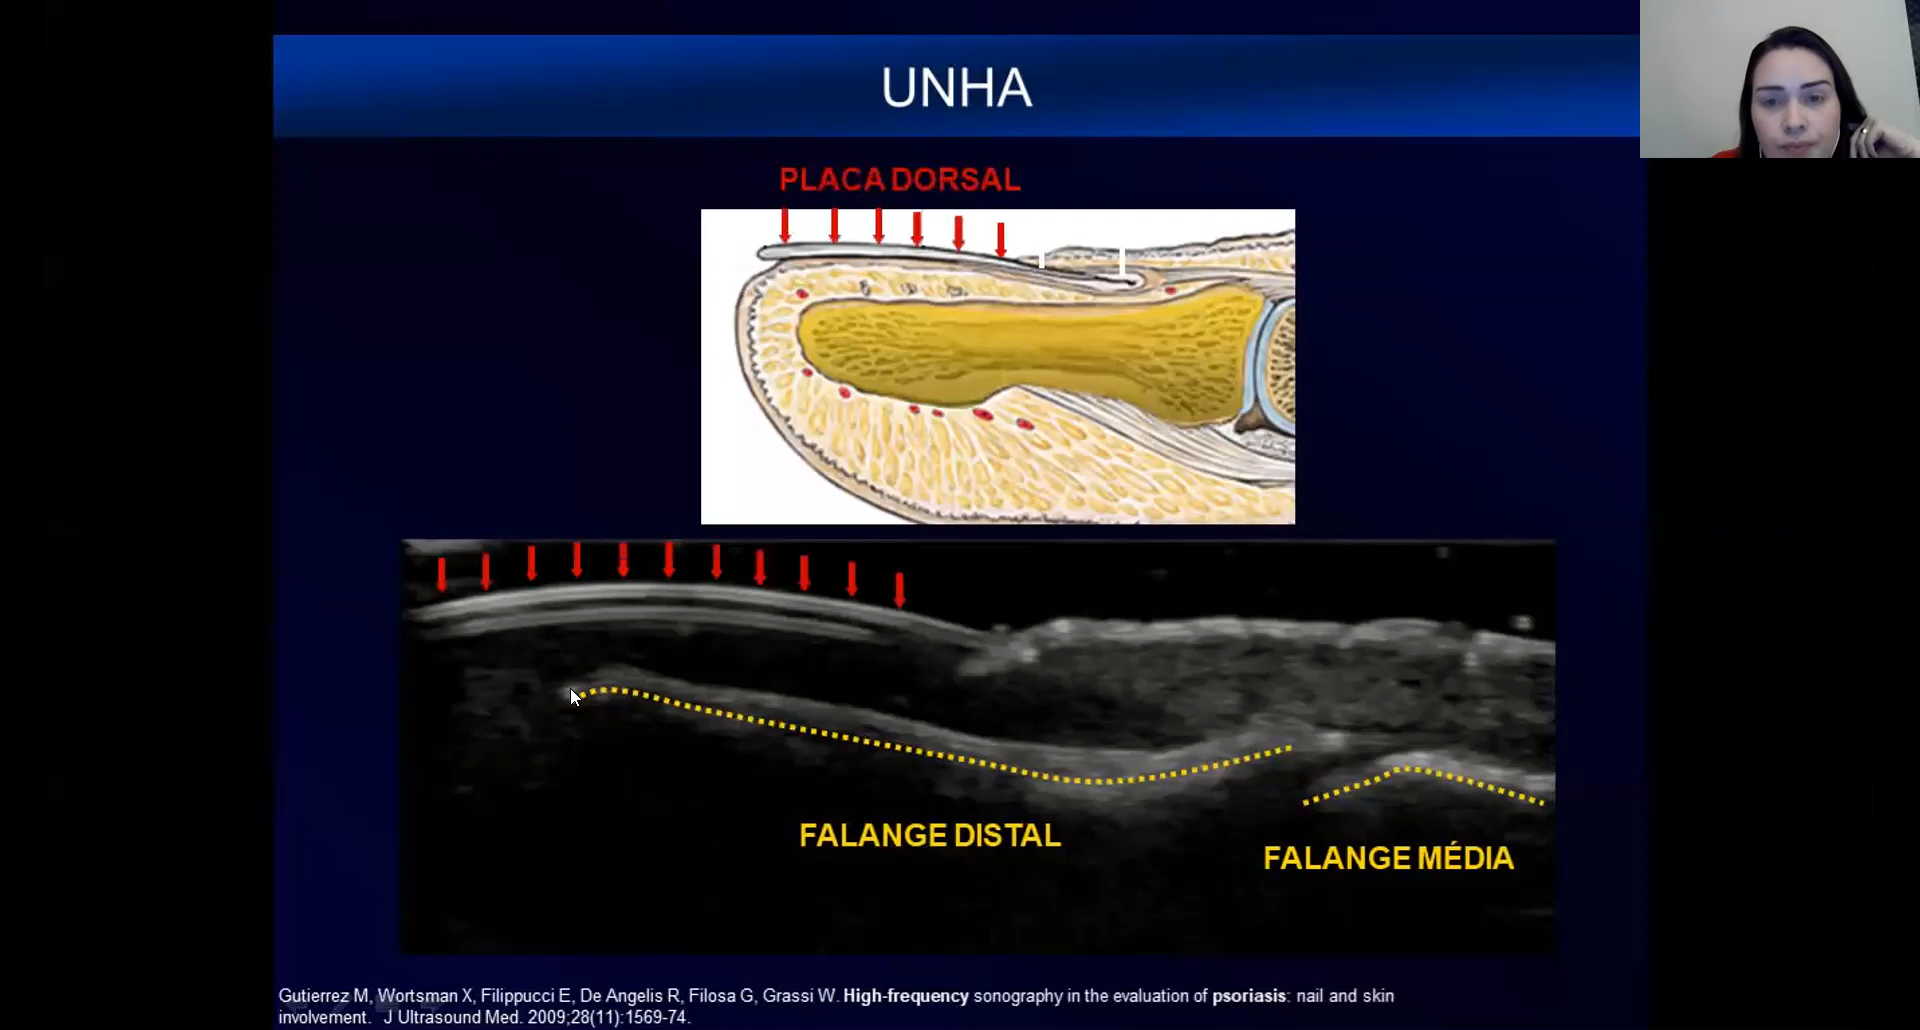 UNHA
PLACA DORSAL
FALANGE DISTAL
FALANGE MÉDIA
Gutierrez M, Wortsman X, Filippucci E, De Angelis R, Filosa G, Grassi W. High-frequency sonography in the evaluation of psoriasis: nail and skin
involvement. J Ultrasound Med. 2009;28(11):1569-74.